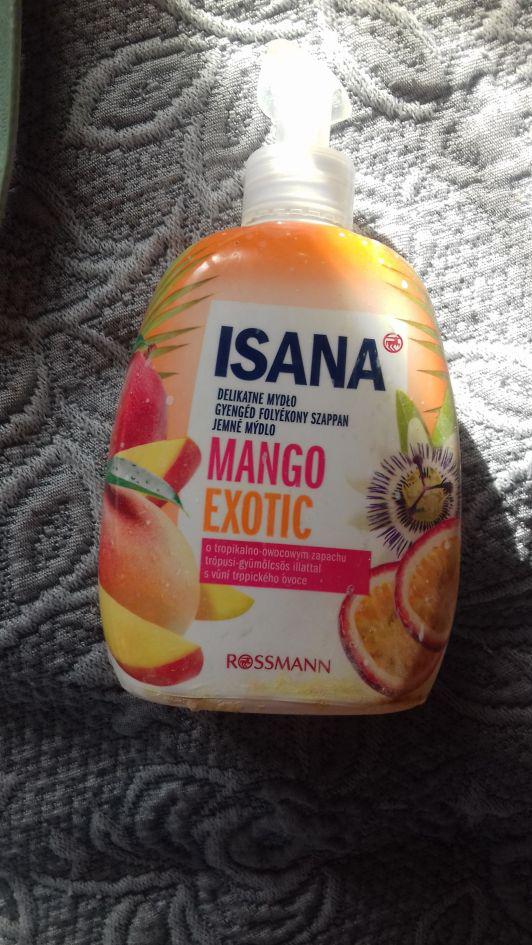 ISANA
DELIKATNE MYDŁO
GYENGÉD FOLYÉKONY SZAPPAN
JEMNÉ MÝDLO
MANGO
EXOTIC
o tropikalno-owocowym zapachu
trópusi-gyümölcsös illattal
s vůní trppického ovoce
ROSSMANN